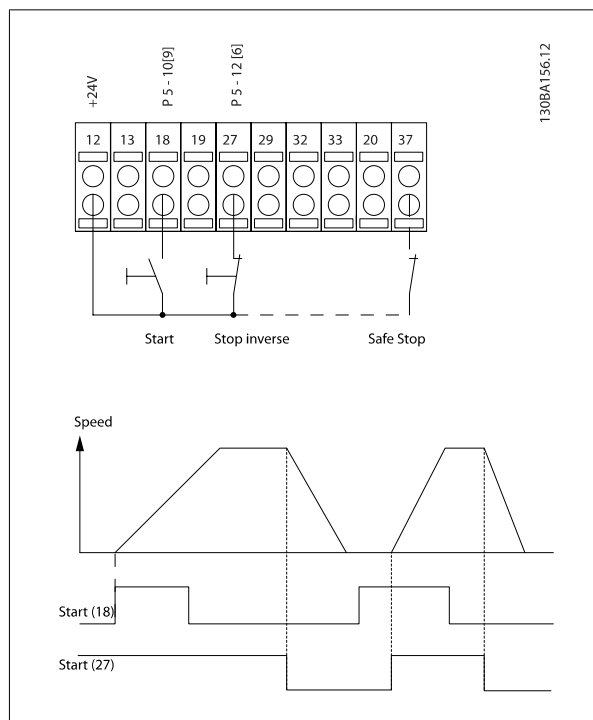 +24V
P 5 - 10[9]
P 5 - 12 [6]
130BA156.12
12 13 18 19 27 29 32 33 20 37
Start
Stop inverse
Safe Stop
Speed
Start (18)
Start (27)